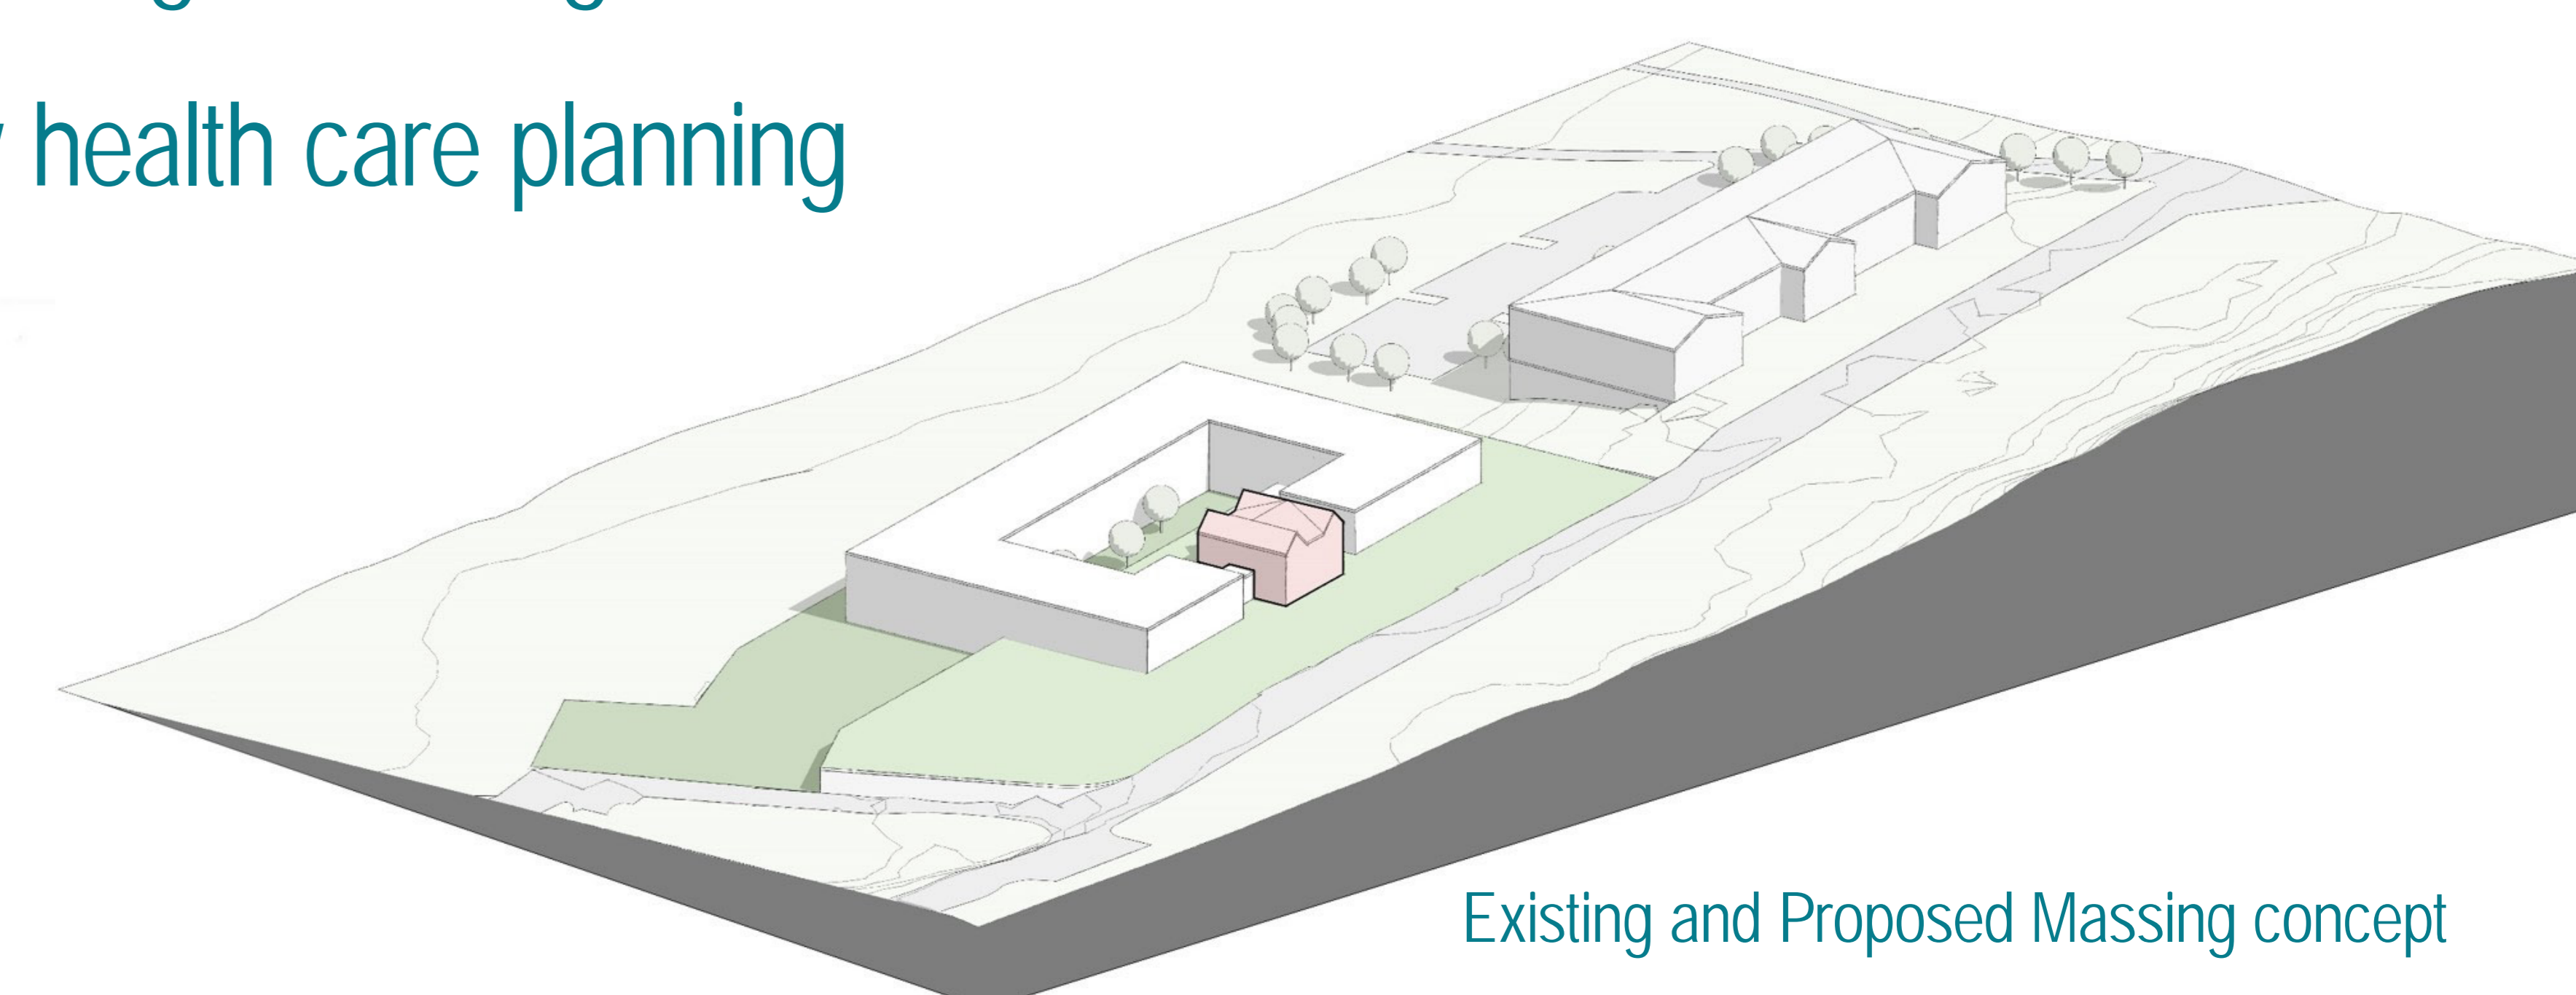 health care planning
Existing and Proposed Massing concept